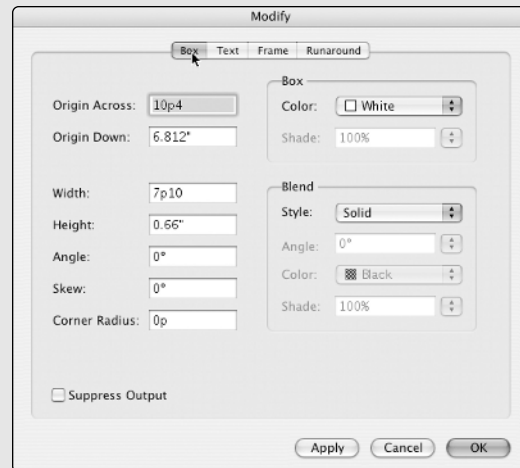 Modify
Box Text Frame Runaround
Origin Across: 10p4
Origin Down: 6.812"
Width: 7p10
Height: 0.66"
Angle: 0°
Skew: 0°
Corner Radius: 0p
Suppress Output
Box
Color: White
Shade: 100%
Blend
Style: Solid
Angle: 0°
Color: Black
Shade: 100%
Apply Cancel OK